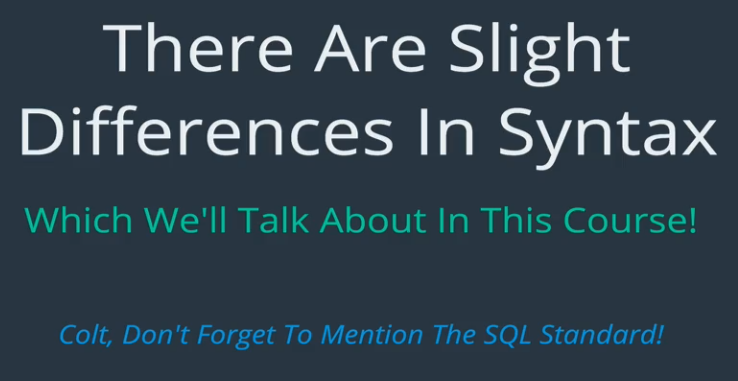 There Are Slight
Differences In Syntax
Which We'll Talk About In This Course!
Colt, Don't Forget To Mention The SQL Standard!